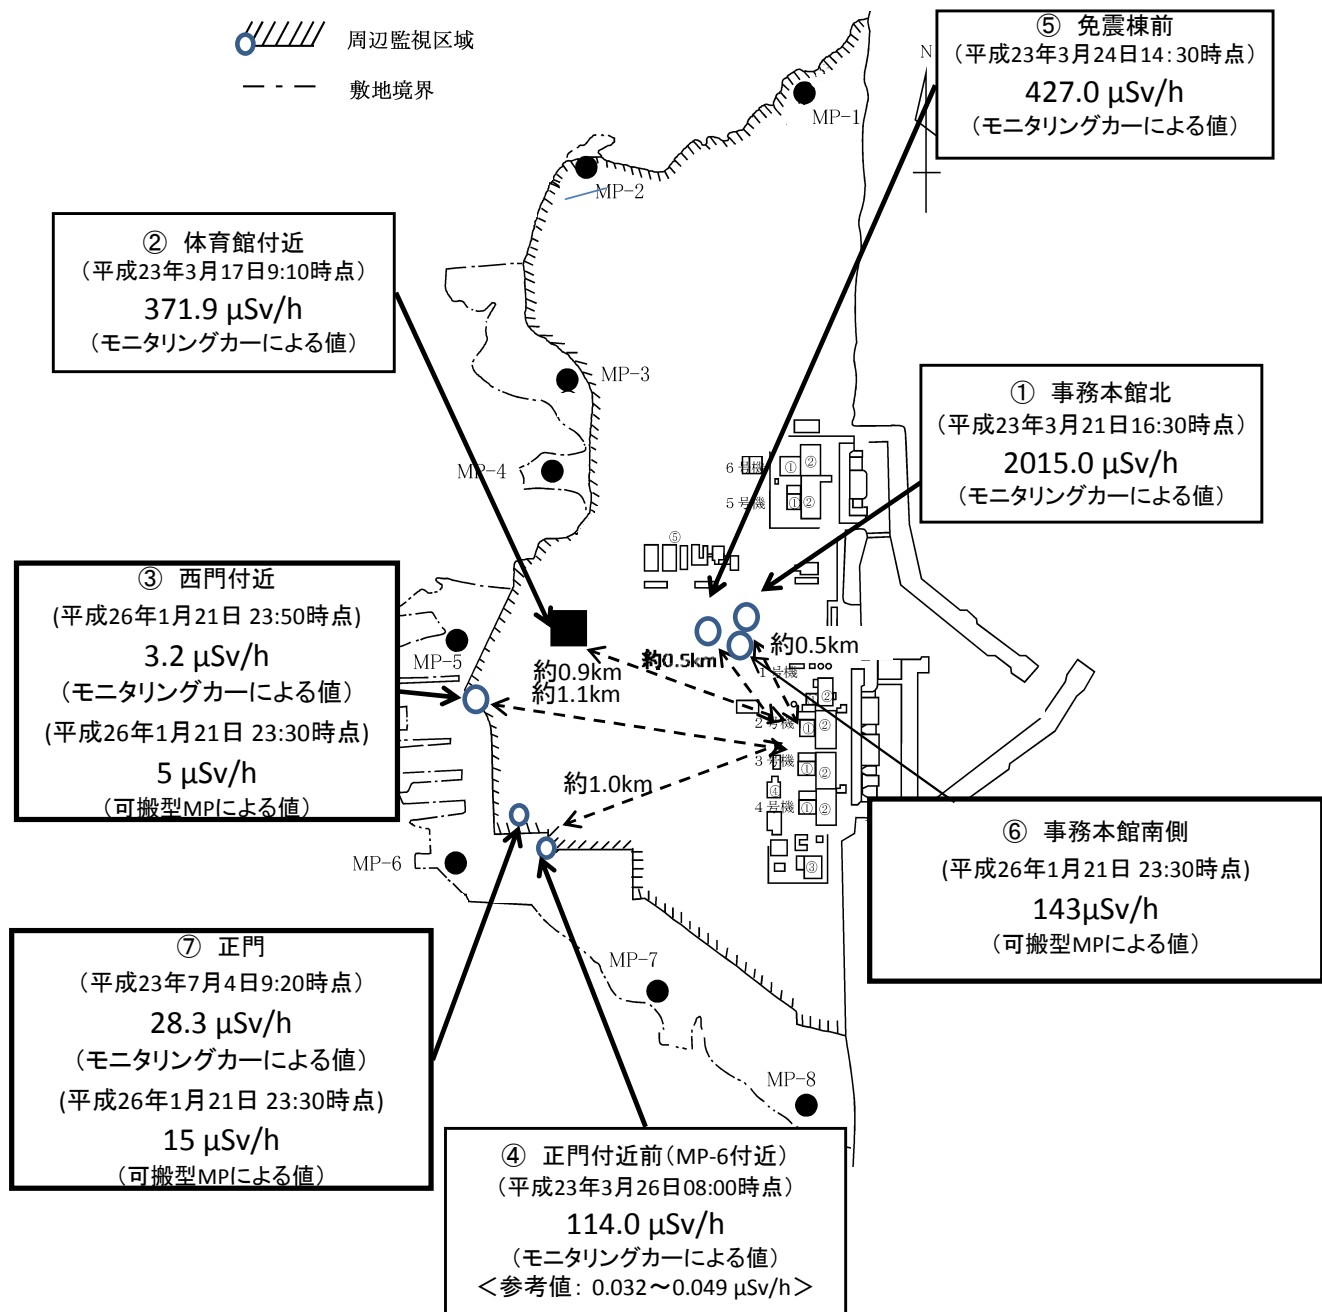 周辺監視区域
敷地境界
⑤ 免震棟前
(平成23年3月24日14:30時点)
427.0 µSv/h
(モニタリングカーによる値)
N
MP-1
MP-2
② 体育館付近
(平成23年3月17日9:10時点)
371.9 µSv/h
(モニタリングカーによる値)
MP-3
MP-4
① 事務本館北
(平成23年3月21日16:30時点)
2015.0 µSv/h
(モニタリングカーによる値)
6号機
①
②
5号機
①
②
⑤
③ 西門付近
(平成26年1月21日 23:50時点)
3.2 µSv/h
(モニタリングカーによる値)
(平成26年1月21日 23:30時点)
5 µSv/h
(可搬型MPによる値)
MP-5
約0.9km
約1.1km
約0.5km
約0.5km
1号機
②
2号機
①
②
3号機
①
②
④
4号機
①
②
③
約1.0km
MP-6
⑥ 事務本館南側
(平成26年1月21日 23:30時点)
143µSv/h
(可搬型MPによる値)
⑦ 正門
(平成23年7月4日9:20時点)
28.3 µSv/h
(モニタリングカーによる値)
(平成26年1月21日 23:30時点)
15 µSv/h
(可搬型MPによる値)
MP-7
MP-8
④ 正門付近前(MP-6付近)
(平成23年3月26日08:00時点)
114.0 µSv/h
(モニタリングカーによる値)
<参考値: 0.032~0.049 µSv/h>